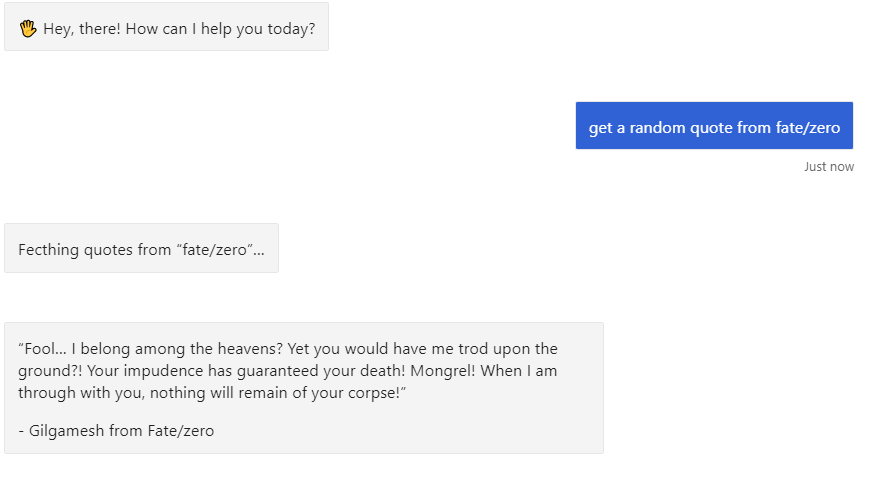 👋 Hey, there! How can I help you today?
get a random quote from fate/zero
Just now
Fecthing quotes from “fate/zero”...
“Fool... I belong among the heavens? Yet you would have me trod upon the
ground?! Your impudence has guaranteed your death! Mongrel! When I am
through with you, nothing will remain of your corpse!”
- Gilgamesh from Fate/zero